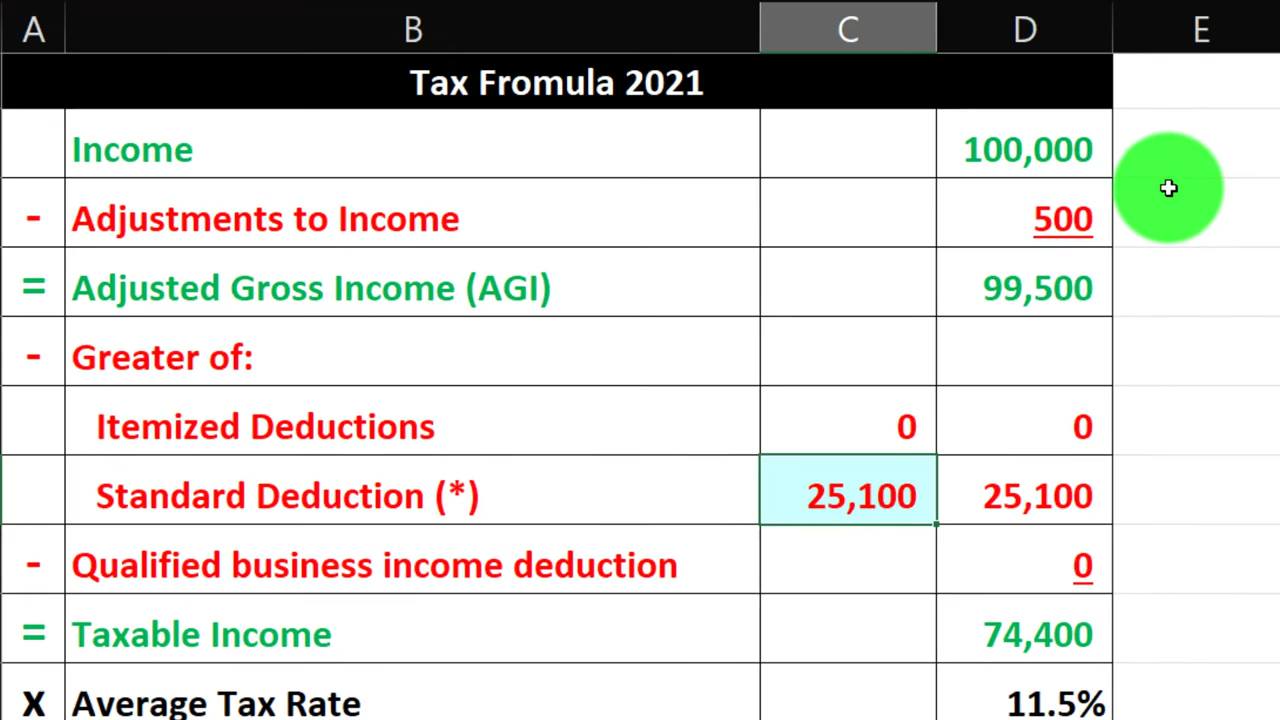 A B C D E
Tax Fromula 2021
Income 100,000
- Adjustments to Income 500
= Adjusted Gross Income (AGI) 99,500
- Greater of:
Itemized Deductions 0 0
Standard Deduction (*) 25,100 25,100
- Qualified business income deduction 0
= Taxable Income 74,400
X Average Tax Rate 11.5%